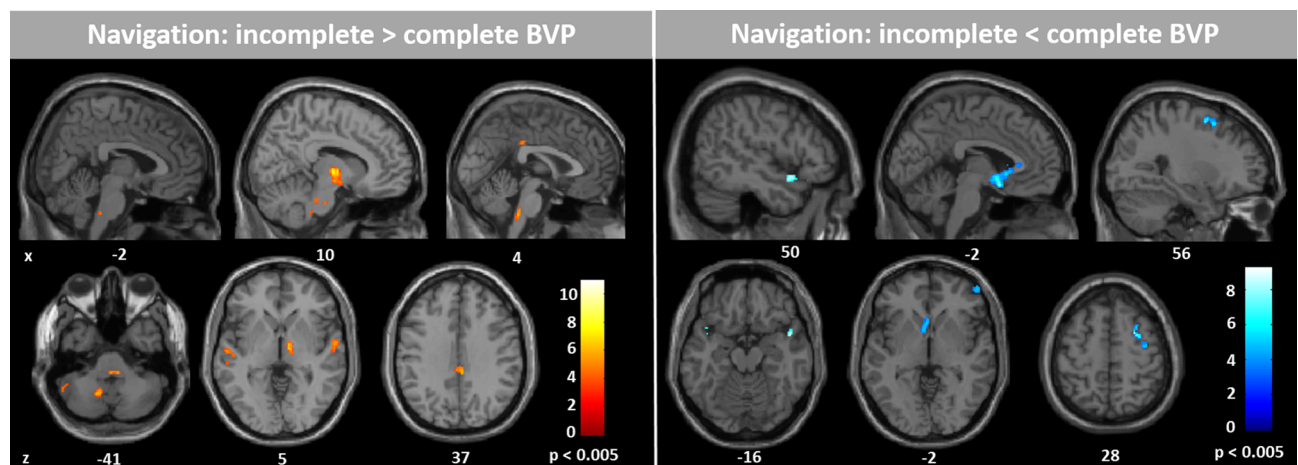 Navigation: incomplete > complete BVP
x -2 10 4
10
8
6
4
2
0
z -41 5 37 p < 0.005
Navigation: incomplete < complete BVP
50 -2 56
8
6
4
2
0
-16 -2 28 p < 0.005